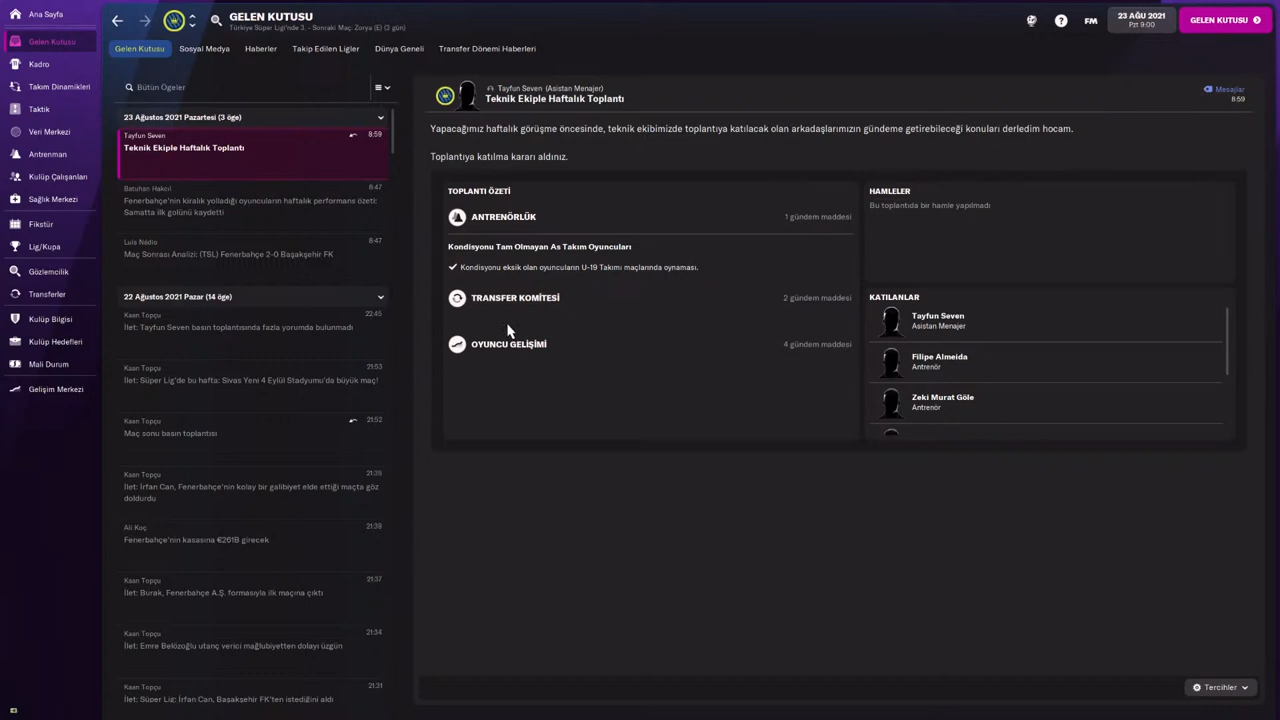 Ana Sayfa
Gelen Kutusu
Kadro
Takım Dinamikleri
Taktik
Veri Merkezi
Antrenman
Kulüp Çalışanları
Sağlık Merkezi
Fikstür
Lig/Kupa
Gözlemcilik
Transferler
Kulüp Bilgisi
Kulüp Hedefleri
Mali Durum
Gelişim Merkezi
GELEN KUTUSU
Türkiye Süper Ligi'nde 3. - Sonraki Maç: Zorya (E) (3 gün)
FM
23 AĞU 2021
Pzt 9:00
GELEN KUTUSU
Gelen Kutusu
Sosyal Medya
Haberler
Takip Edilen Ligler
Dünya Geneli
Transfer Dönemi Haberleri
Bütün Ögeler
23 Ağustos 2021 Pazartesi (3 öge)
Tayfun Seven 8:59
Teknik Ekiple Haftalık Toplantı
Batuhan Hakcıl 8:47
Fenerbahçe'nin kiralık yolladığı oyuncuların haftalık performans özeti:
Samatta ilk golünü kaydetti
Luís Nédio 8:47
Maç Sonrası Analizi: (TSL) Fenerbahçe 2-0 Başakşehir FK
22 Ağustos 2021 Pazar (14 öge)
Kaan Topçu 22:45
İlet: Tayfun Seven basın toplantısında fazla yorumda bulunmadı
Kaan Topçu 21:53
İlet: Süper Lig'de bu hafta: Sivas Yeni 4 Eylül Stadyumu'da büyük maç!
Kaan Topçu 21:52
Maç sonu basın toplantısı
Kaan Topçu 21:39
İlet: İrfan Can, Fenerbahçe'nin kolay bir galibiyet elde ettiği maçta göz
doldurdu
Ali Koç 21:38
Fenerbahçe'nin kasasına €261B girecek
Kaan Topçu 21:37
İlet: Burak, Fenerbahçe A.Ş. formasıyla ilk maçına çıktı
Kaan Topçu 21:34
İlet: Emre Belözoğlu utanç verici mağlubiyetten dolayı üzgün
Kaan Topçu 21:31
İlet: Süper Lig: İrfan Can, Başakşehir FK'ten istediğini aldı
Tayfun Seven (Asistan Menajer)
Teknik Ekiple Haftalık Toplantı
Mesajlar
8:59
Yapacağımız haftalık görüşme öncesinde, teknik ekibimizde toplantıya katılacak olan arkadaşlarımızın gündeme getirebileceği konuları derledim hocam.
Toplantıya katılma kararı aldınız.
TOPLANTI ÖZETİ
ANTRENÖRLÜK 1 gündem maddesi
Kondisyonu Tam Olmayan As Takım Oyuncuları
Kondisyonu eksik olan oyuncuların U-19 Takımı maçlarında oynaması.
TRANSFER KOMİTESİ 2 gündem maddesi
OYUNCU GELİŞİMİ 4 gündem maddesi
HAMLELER
Bu toplantıda bir hamle yapılmadı
KATILANLAR
Tayfun Seven
Asistan Menajer
Filipe Almeida
Antrenör
Zeki Murat Göle
Antrenör
Tercihler